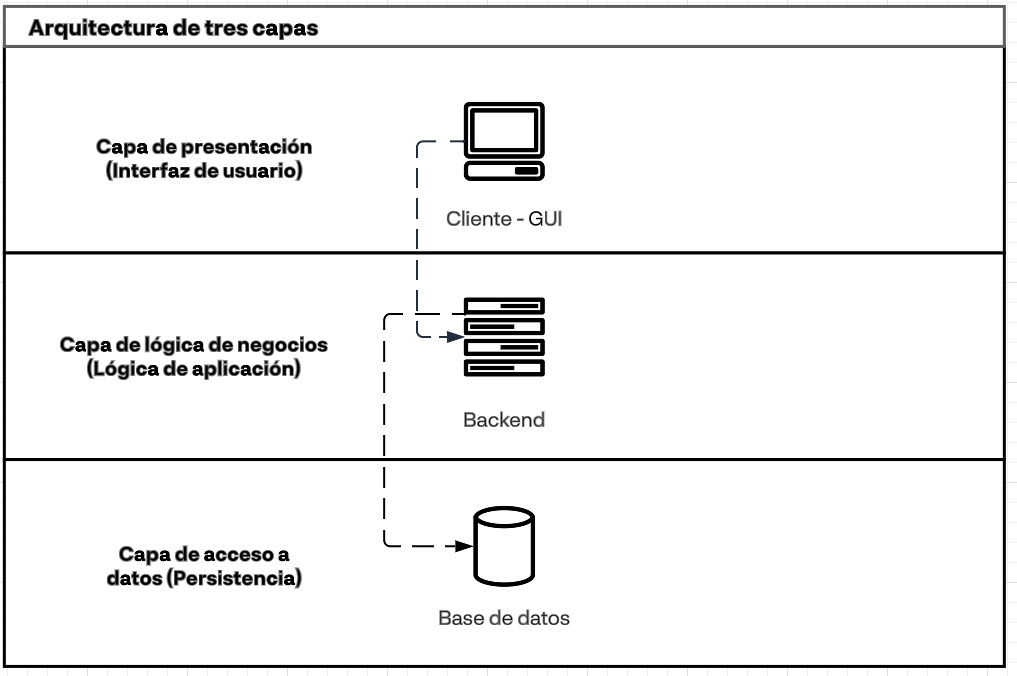 Arquitectura de tres capas
Capa de presentación
(Interfaz de usuario)
Cliente - GUI
Capa de lógica de negocios
(Lógica de aplicación)
Backend
Capa de acceso a
datos (Persistencia)
Base de datos